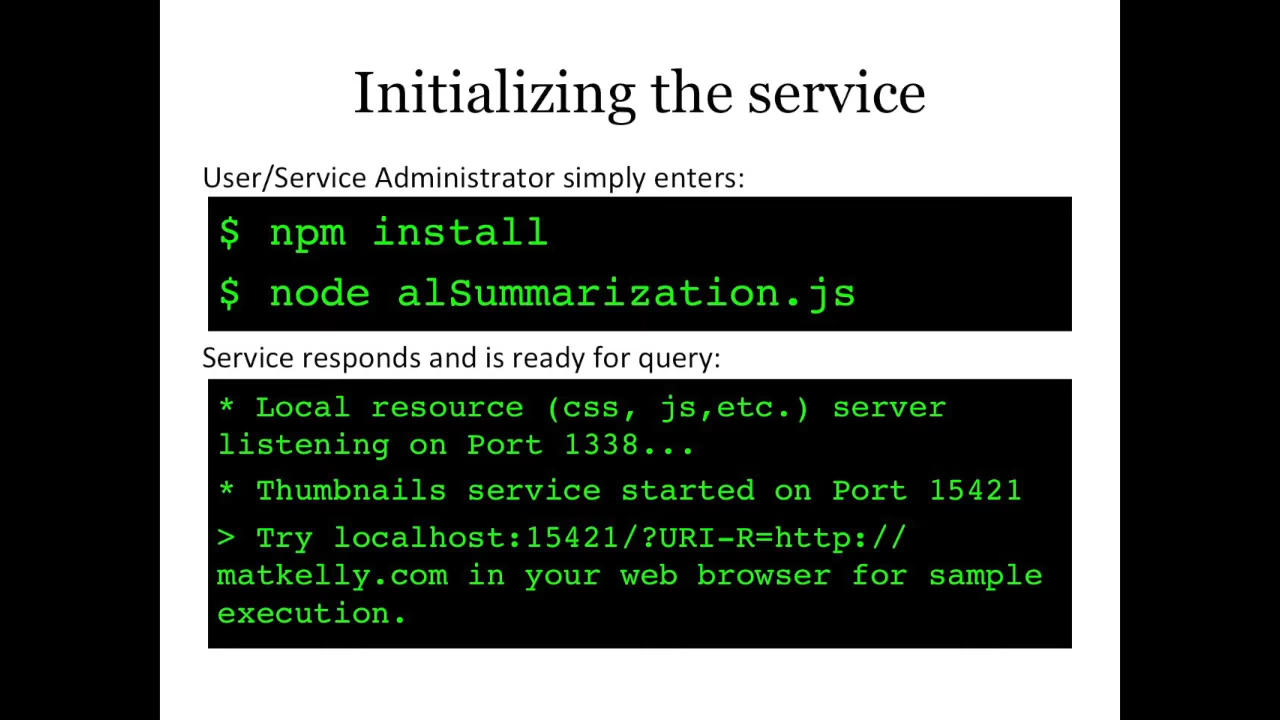 Initializing the service
User/Service Administrator simply enters:
$ npm install
$ node alSummarization.js
Service responds and is ready for query:
* Local resource (css, js,etc.) server
listening on Port 1338...
* Thumbnails service started on Port 15421
> Try localhost:15421/?URI-R=http://
matkelly.com in your web browser for sample
execution.